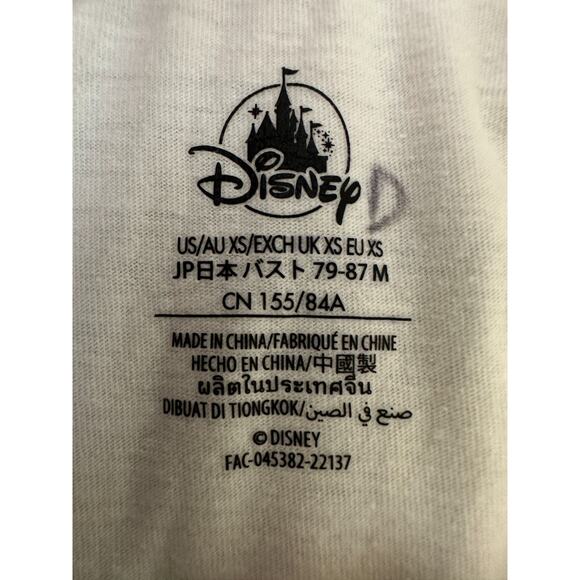 Disney D
US/AU XS/EXCH UK XS EU XS
JP日本 バスト 79-87 M
CN 155/84A
MADE IN CHINA/FABRIQUÉ EN CHINE
HECHO EN CHINA/中國製
ผลิตในประเทศจีน
DIBUAT DI TIONGKOK/صنع في الصين
© DISNEY
FAC-045382-22137